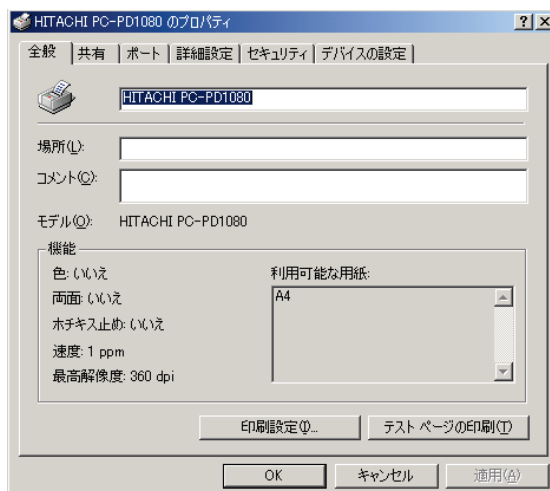 HITACHI PC-PD1080 のプロパティ
全般 共有 ポート 詳細設定 セキュリティ デバイスの設定
HITACHI PC-PD1080
場所(L):
コメント(C):
モデル(O): HITACHI PC-PD1080
機能
色: いいえ 利用可能な用紙:
両面: いいえ A4
ホチキス止め: いいえ
速度: 1 ppm
最高解像度: 360 dpi
印刷設定(I)... テスト ページの印刷(T)
OK キャンセル 適用(A)